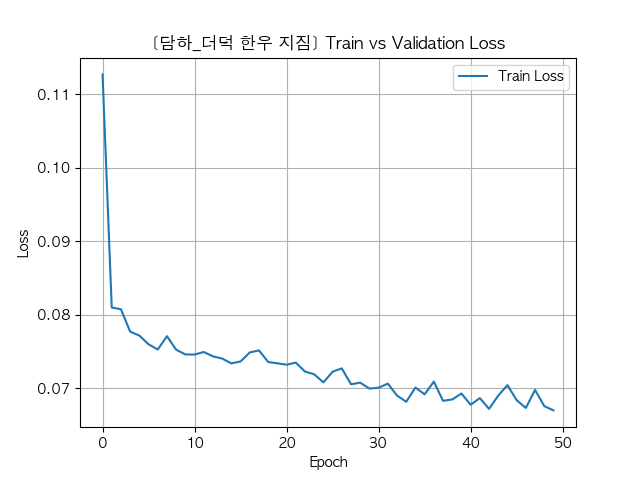 [담하_더덕 한우 지짐] Train vs Validation Loss
Train Loss
0.11
0.10
0.09
0.08
0.07
Loss
0 10 20 30 40 50
Epoch